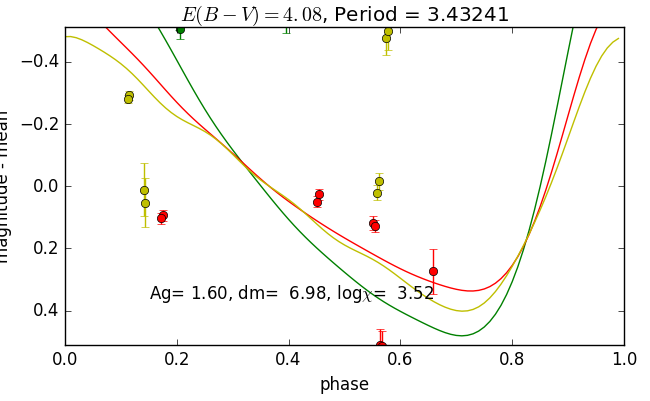 E(B − V) = 4.08, Period = 3.43241
magnitude - mean
−0.4
−0.2
0.0
0.2
0.4
Ag= 1.60, dm= 6.98, logχ= 3.52
0.0 0.2 0.4 0.6 0.8 1.0
phase